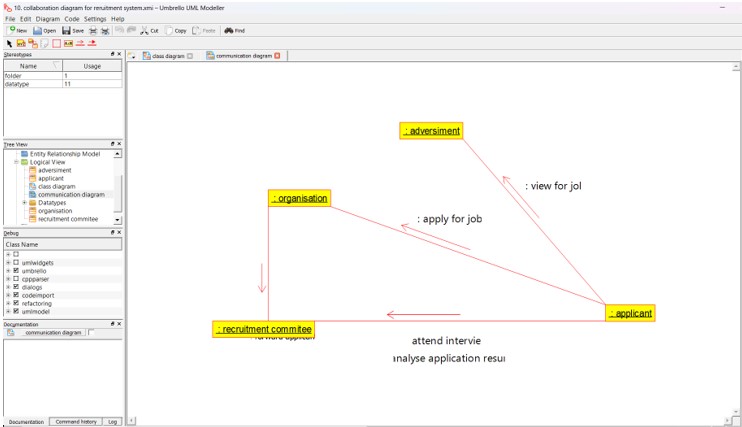 10. collaboration diagram for reruitment system.xmi - Umbrello UML Modeller
File Edit Diagram Code Settings Help
New Open Save Cut Copy Paste Find
Stereotypes
Name Usage
folder 1
datatype 11
Tree View
Entity Relationship Model
Logical View
adversiment
applicant
class diagram
communication diagram
Datatypes
organisation
recruitment commitee
Debug
Class Name
umlwidgets
umbrello
cppparser
dialogs
codeimport
refactoring
umlmodel
Documentation
communication diagram
Documentation Command history Log
class diagram communication diagram
: adversiment
: view for jol
: organisation
: apply for job
: applicant
: recruitment commitee
attend intervie
analyse application resu